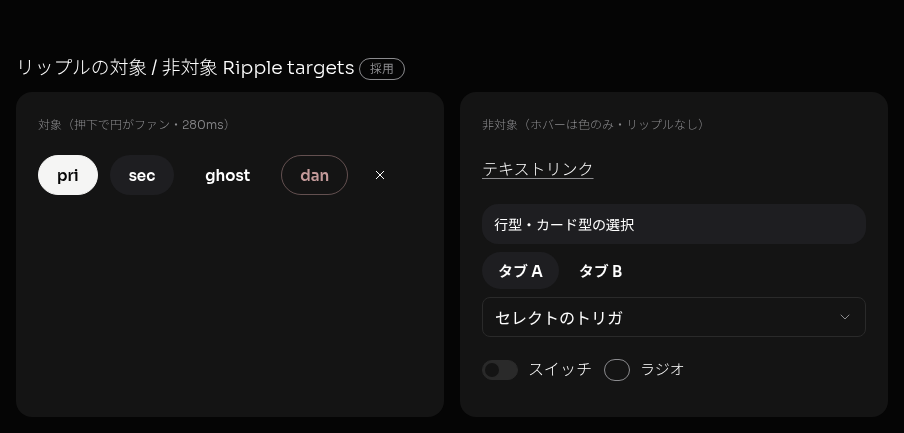 リップルの対象 / 非対象 Ripple targets 採用
対象（押下で円がファン・280ms）
pri sec ghost dan ×
非対象（ホバーは色のみ・リップルなし）
テキストリンク
行型・カード型の選択
タブ A タブ B
セレクトのトリガ
スイッチ ラジオ